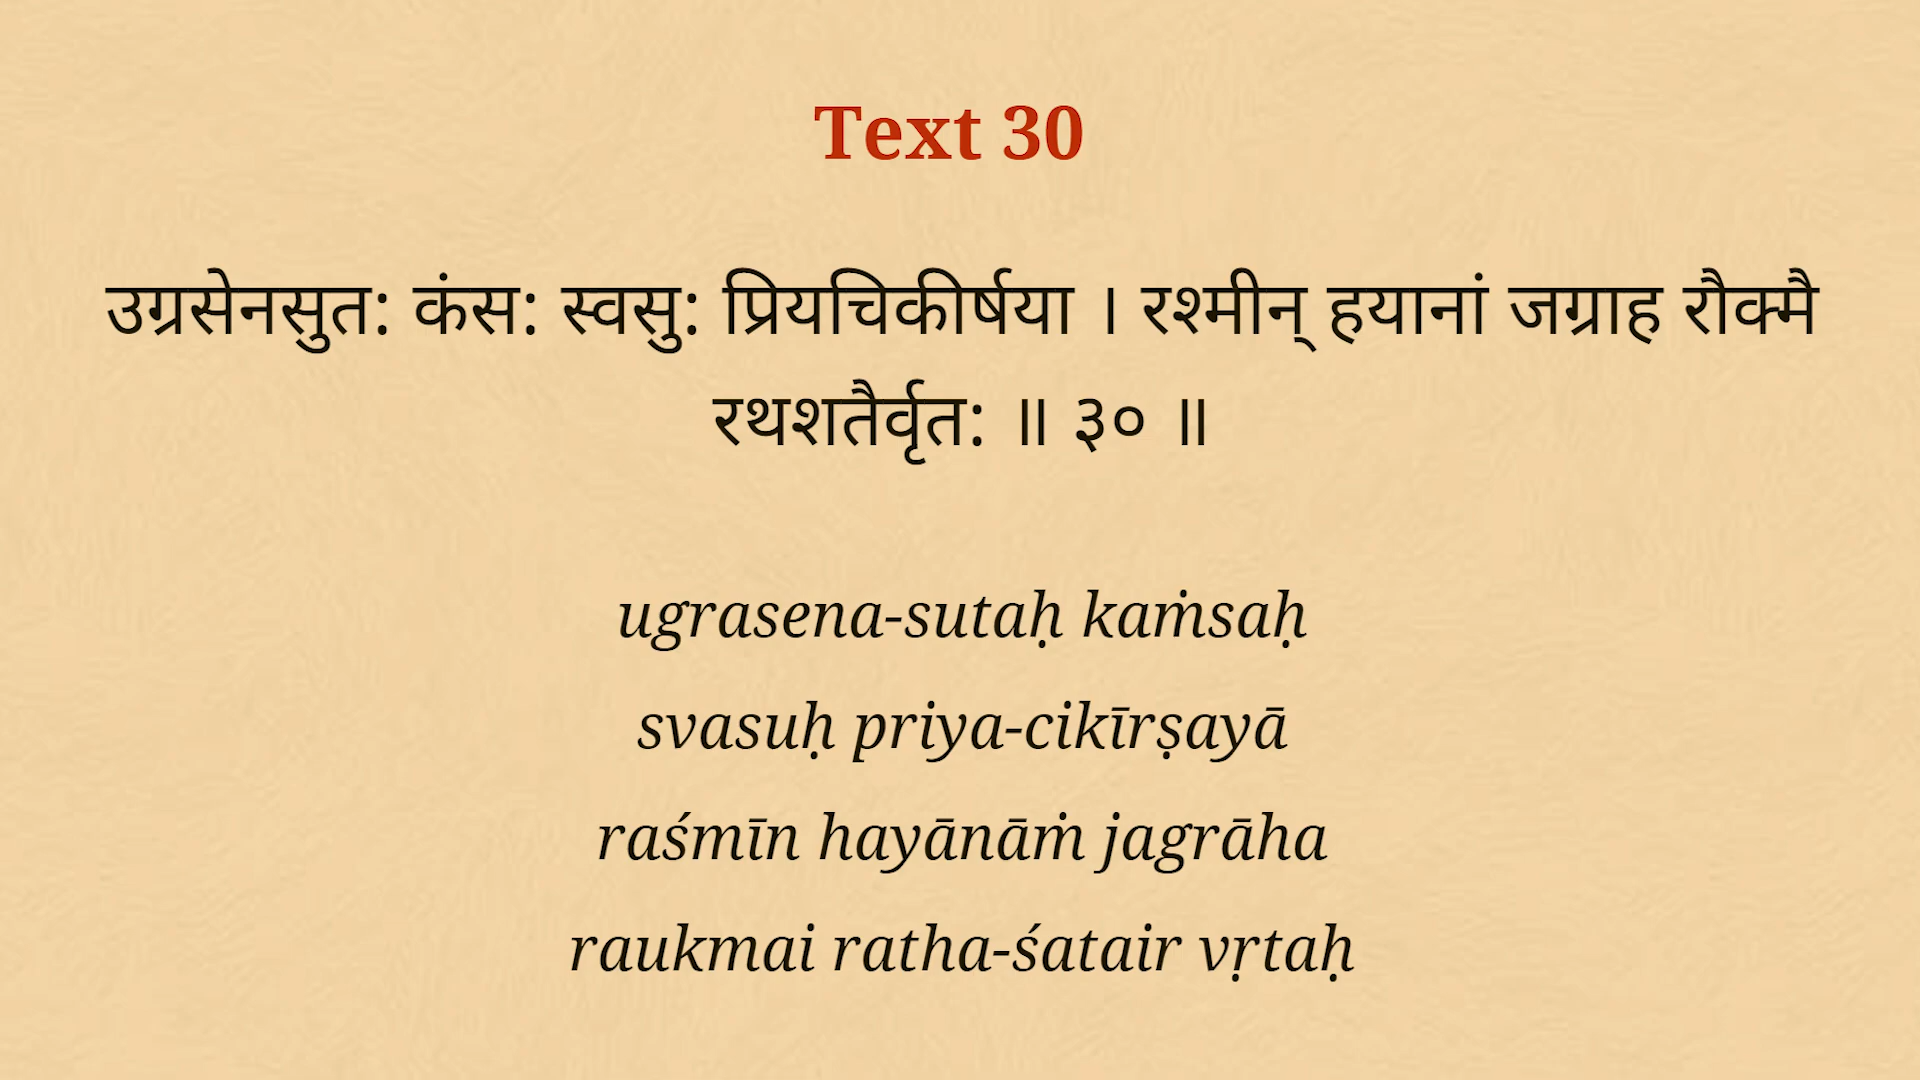 Text 30
उग्रसेनसुत: कंस: स्वसु: प्रियचिकीर्षया । रश्मीन् हयानां जग्राह रौक्मै
रथशतैर्वृत: ॥ ३० ॥
ugrasena-sutaḥ kaṁsaḥ
svasuḥ priya-cikīrṣayā
raśmīn hayānāṁ jagrāha
raukmai ratha-śatair vṛtaḥ